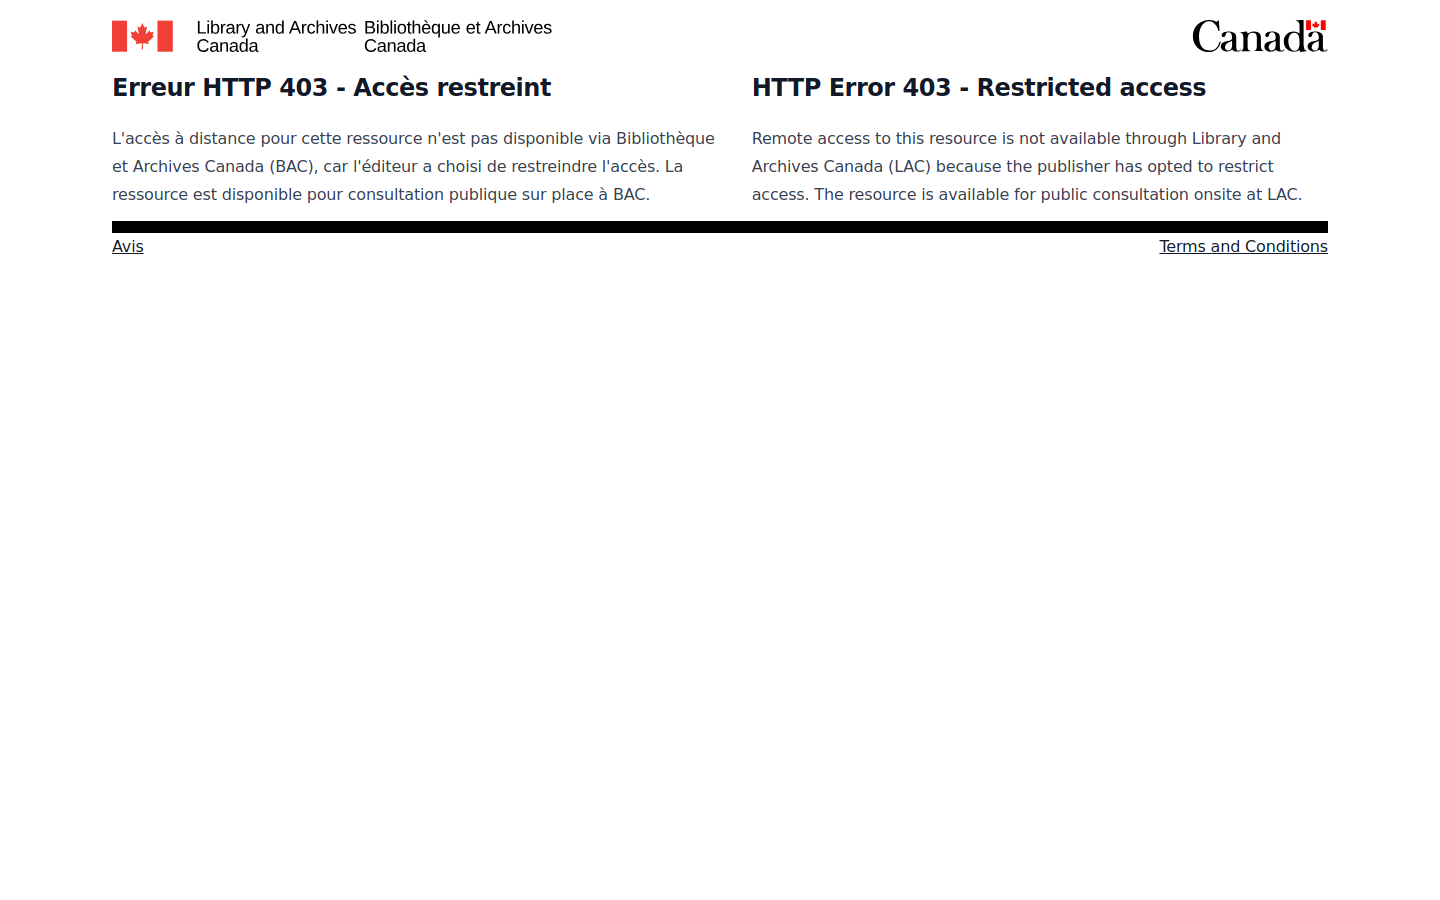 Library and Archives
Canada
Bibliothèque et Archives
Canada
Canada
Erreur HTTP 403 - Accès restreint
L'accès à distance pour cette ressource n'est pas disponible via Bibliothèque
et Archives Canada (BAC), car l'éditeur a choisi de restreindre l'accès. La
ressource est disponible pour consultation publique sur place à BAC.
HTTP Error 403 - Restricted access
Remote access to this resource is not available through Library and
Archives Canada (LAC) because the publisher has opted to restrict
access. The resource is available for public consultation onsite at LAC.
Avis
Terms and Conditions